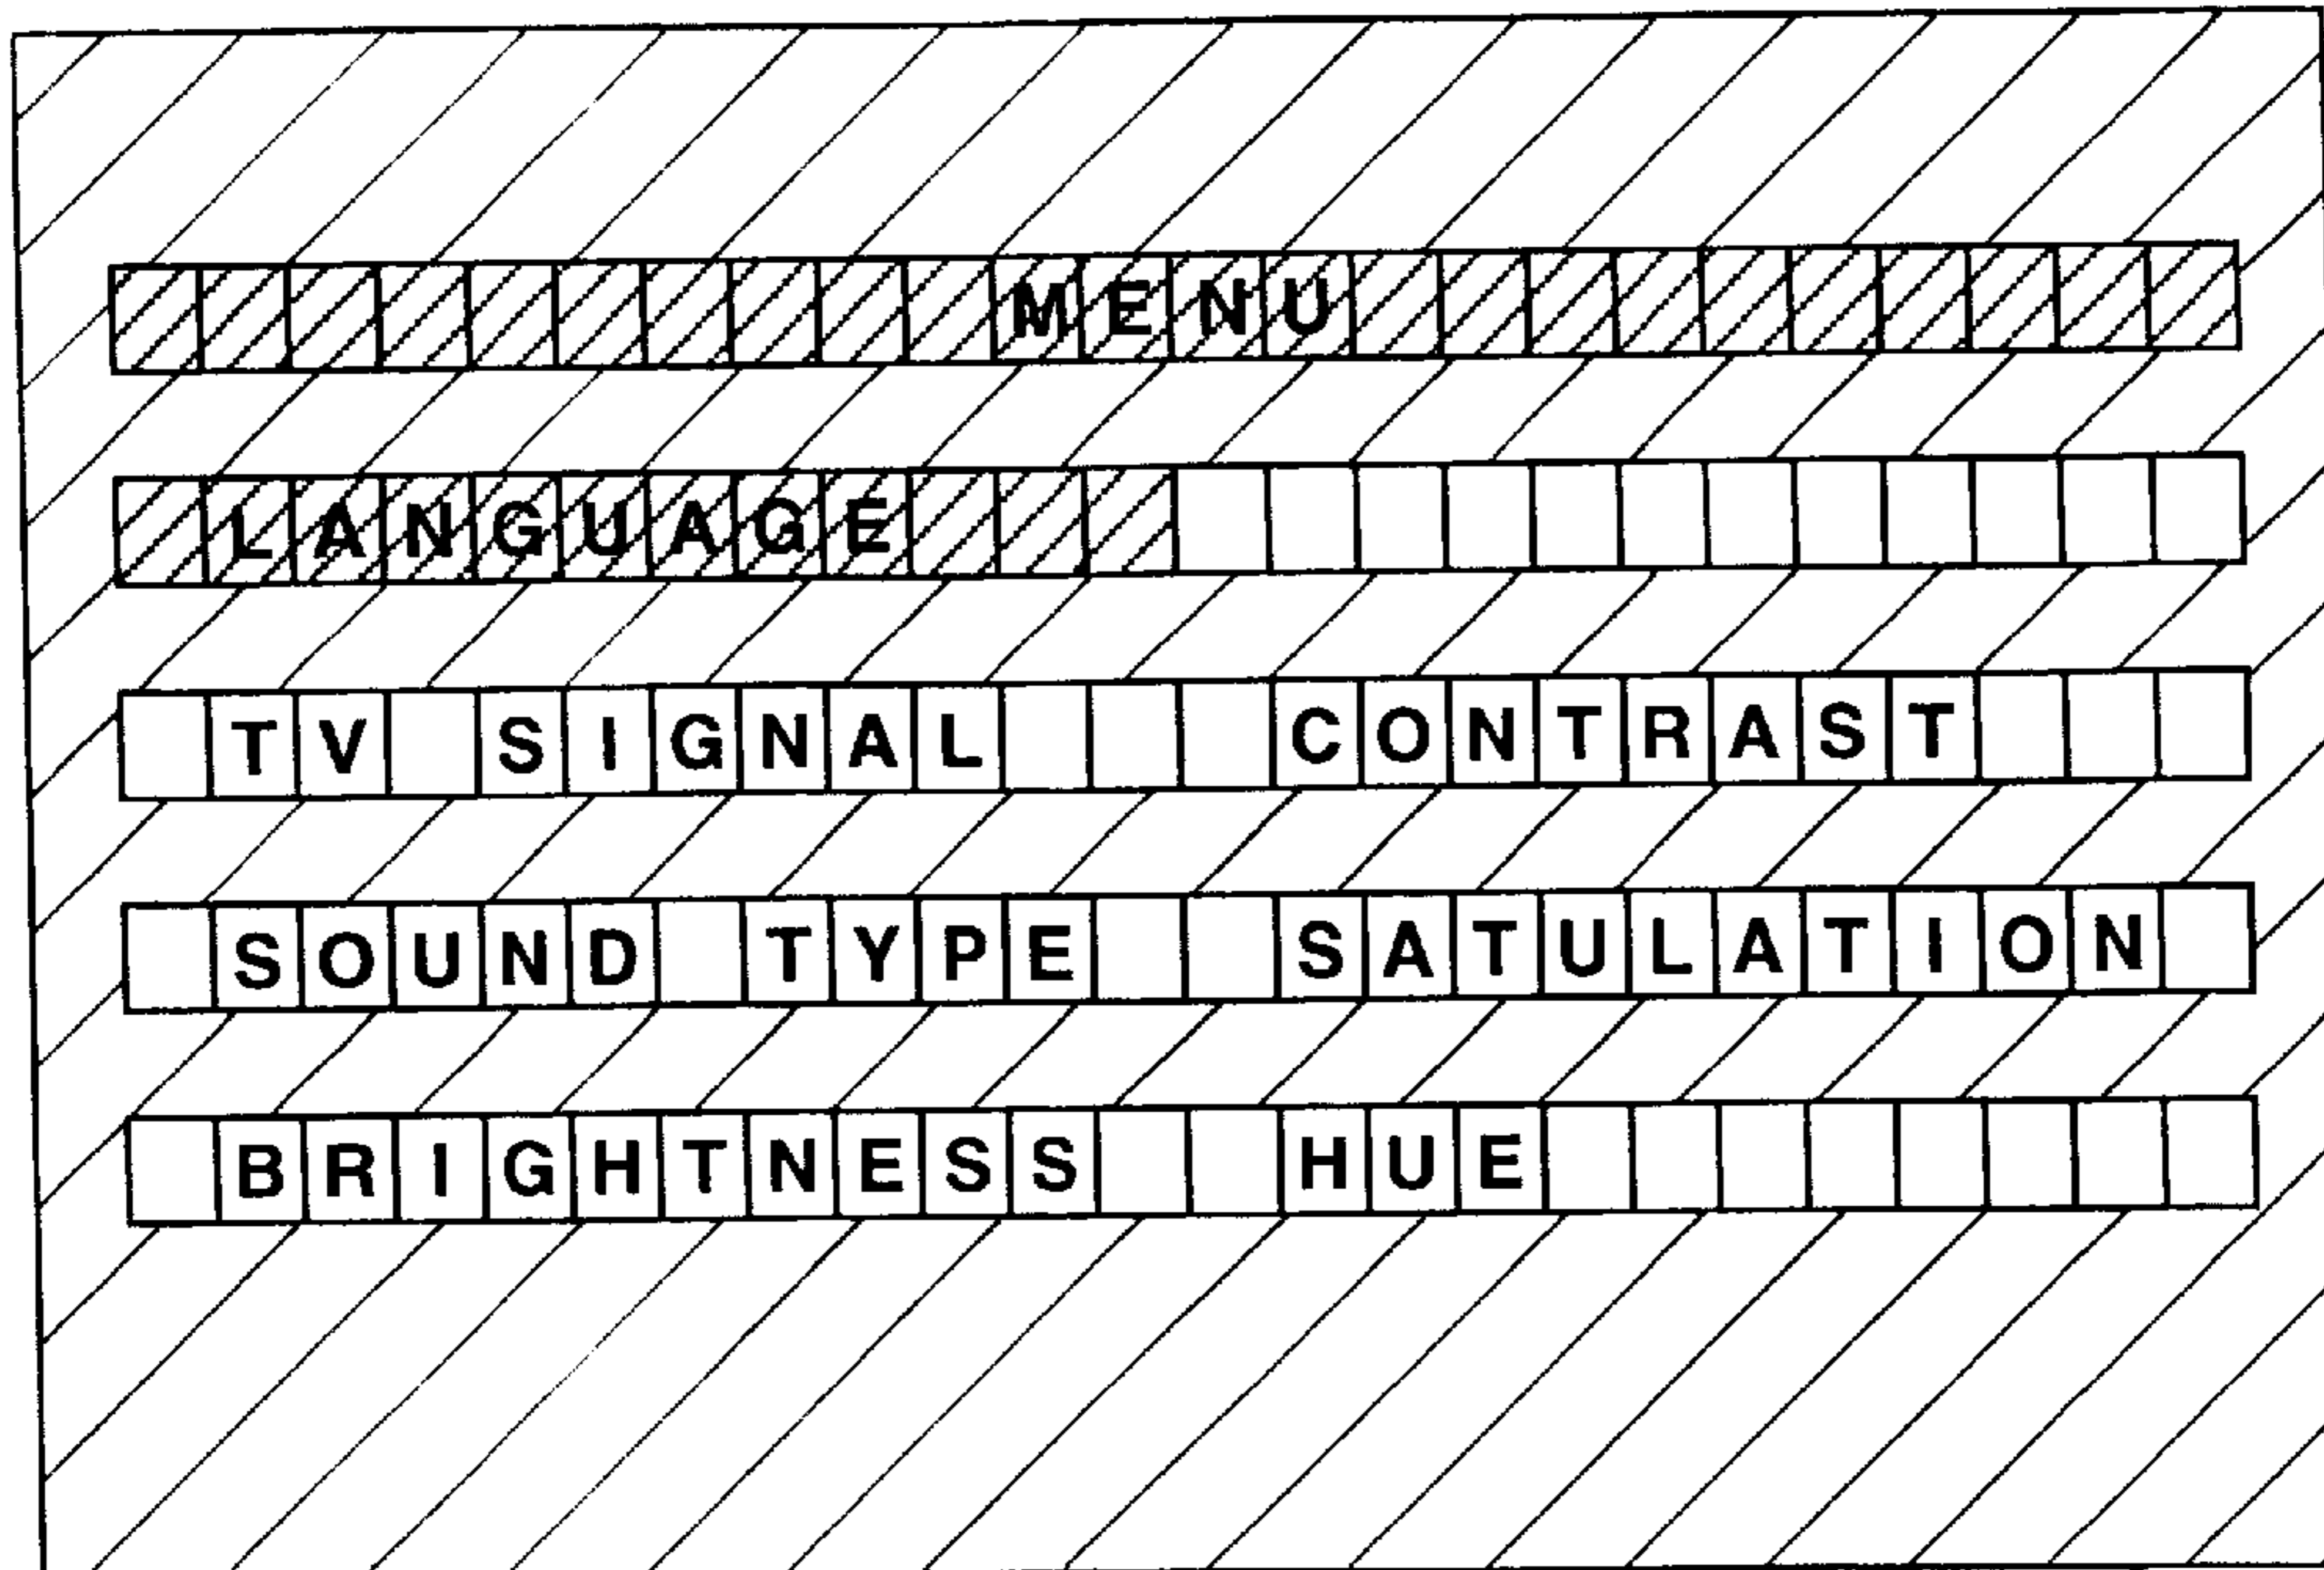 MENU
LANGUAGE
TV SIGNAL CONTRAST
SOUND TYPE SATULATION
BRIGHTNESS HUE